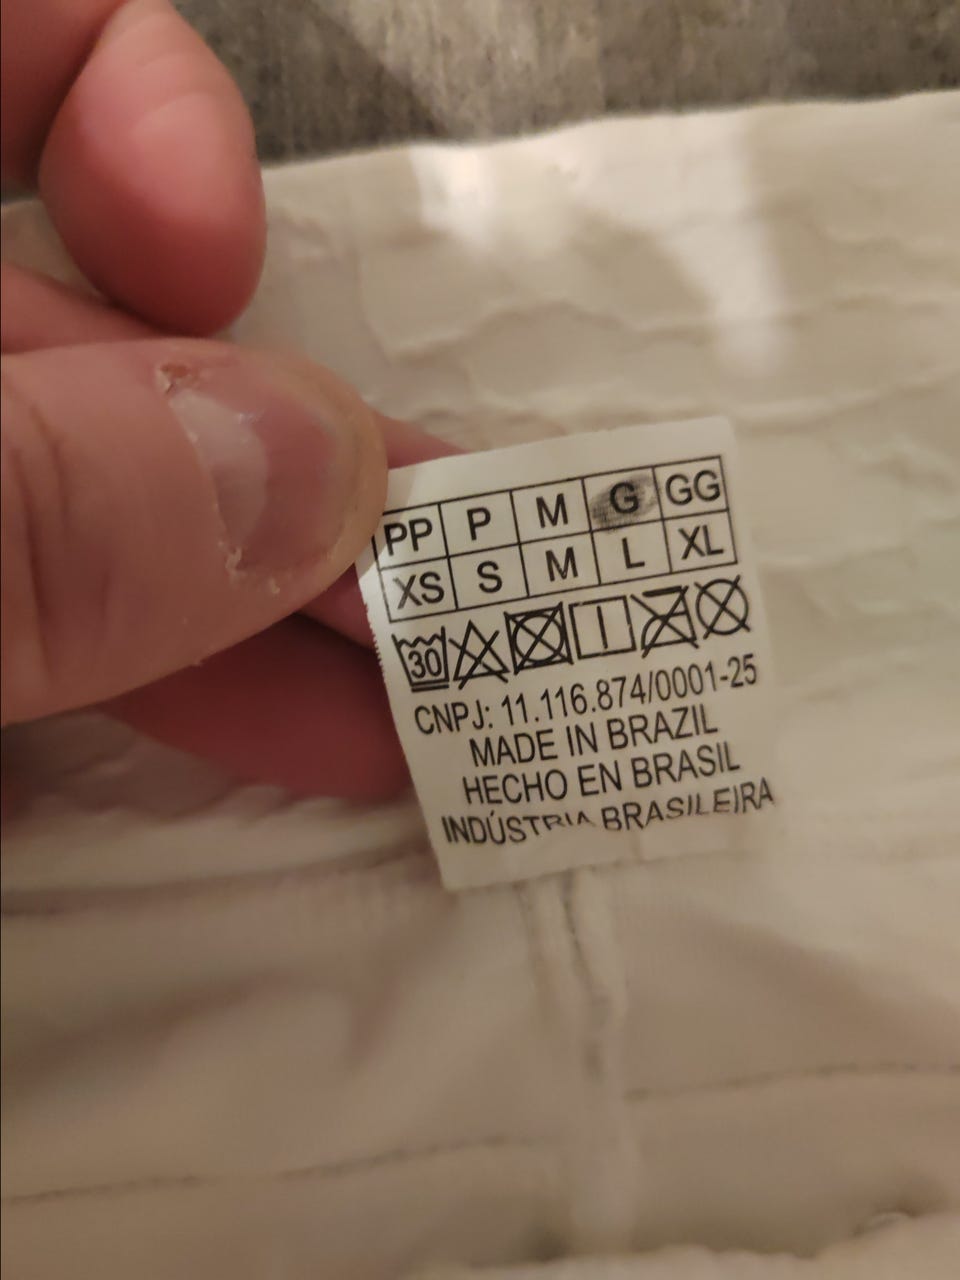 PP P M G GG
XS S M L XL
30
CNPJ: 11.116.874/0001-25
MADE IN BRAZIL
HECHO EN BRASIL
INDÚSTRIA BRASILEIRA